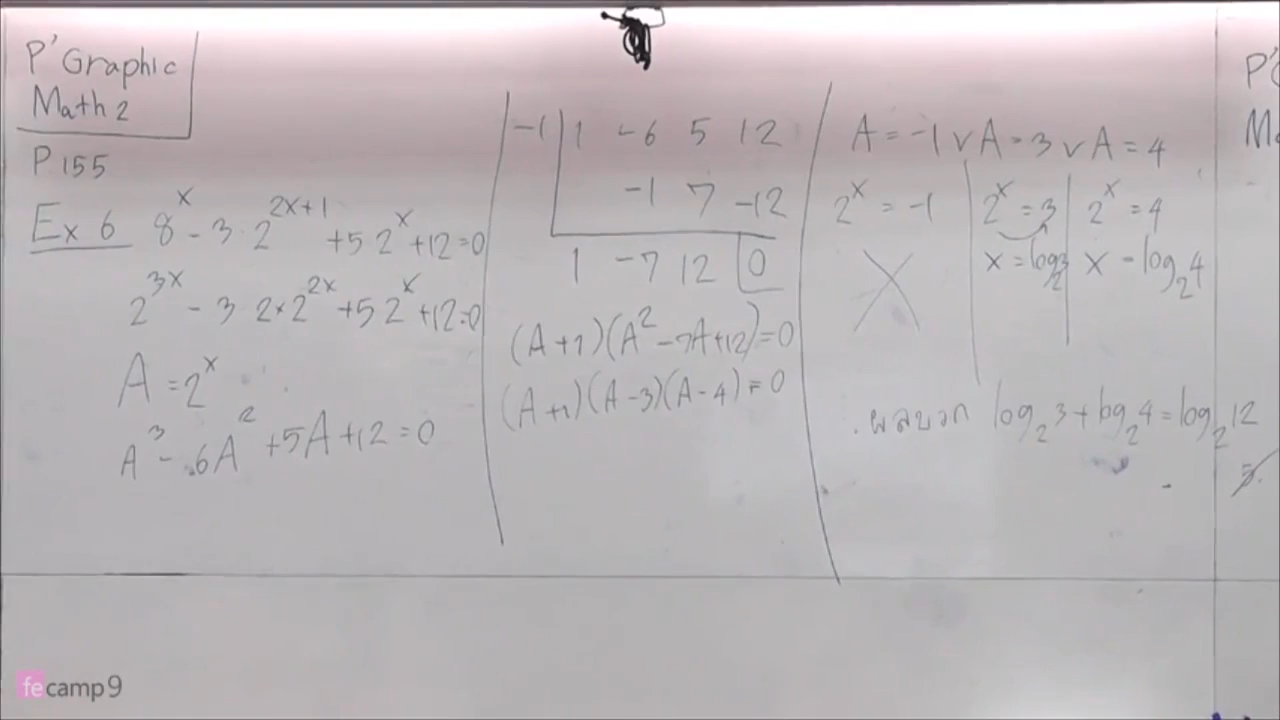 P'Graphic
Math 2
P 155
Ex 6 8^x - 3·2^(2x+1) + 5·2^x + 12 = 0
2^(3x) - 3·2×2^(2x) + 5 2^x + 12 = 0
A = 2^x
A^3 - 6A^2 + 5A + 12 = 0
-1 | 1 -6 5 12
-1 7 -12
1 -7 12 0
(A+1)(A^2 - 7A + 12) = 0
(A+1)(A-3)(A-4) = 0
A = -1 ∨ A = 3 ∨ A = 4
2^x = -1 | 2^x = 3 | 2^x = 4
x = log_2 3 | x = log_2 4
ผลบวก log_2 3 + log_2 4 = log_2 12
fecamp9